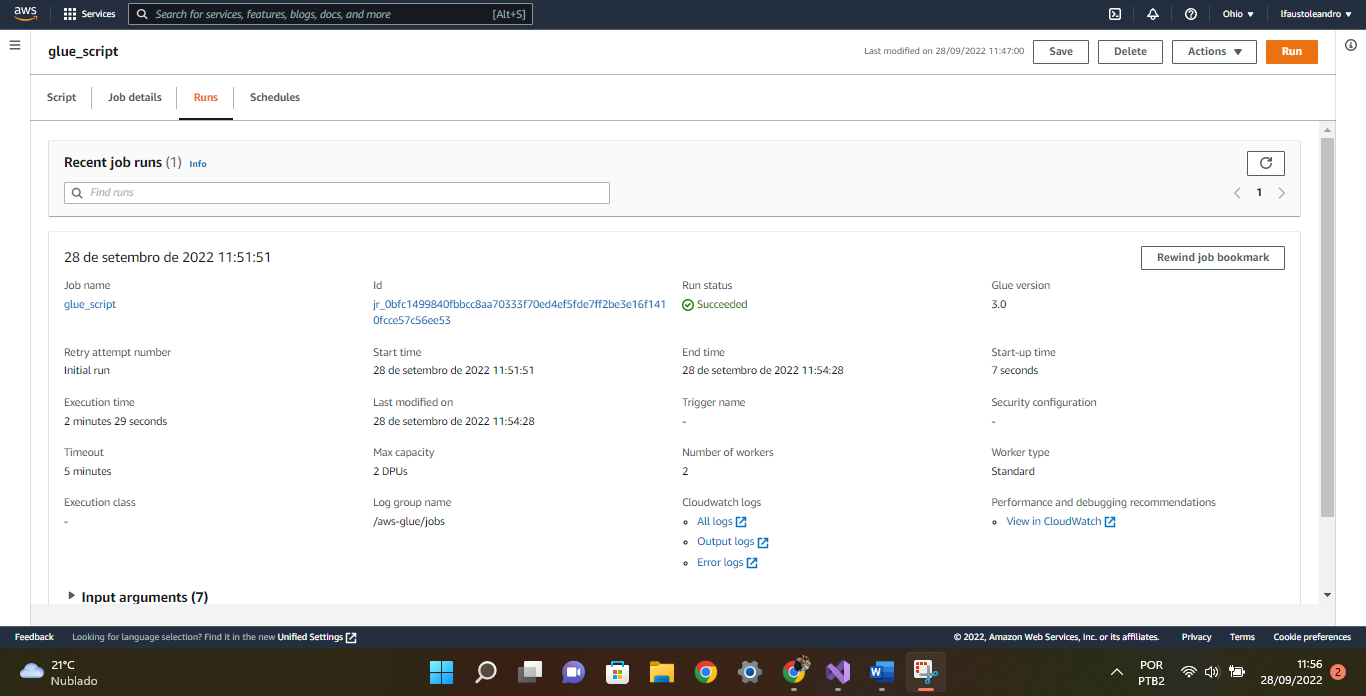 aws
Services
Search for services, features, blogs, docs, and more
[Alt+S]
Ohio
lfaustoleandro
glue_script
Last modified on 28/09/2022 11:47:00
Save
Delete
Actions
Run
Script
Job details
Runs
Schedules
Recent job runs (1) Info
Find runs
1
28 de setembro de 2022 11:51:51
Rewind job bookmark
Job name
glue_script
Id
jr_0bfc1499840fbbcc8aa70333f70ed4ef5fde7ff2be3e16f141
0fcce57c56ee53
Run status
Succeeded
Glue version
3.0
Retry attempt number
Initial run
Start time
28 de setembro de 2022 11:51:51
End time
28 de setembro de 2022 11:54:28
Start-up time
7 seconds
Execution time
2 minutes 29 seconds
Last modified on
28 de setembro de 2022 11:54:28
Trigger name
-
Security configuration
-
Timeout
5 minutes
Max capacity
2 DPUs
Number of workers
2
Worker type
Standard
Execution class
-
Log group name
/aws-glue/jobs
Cloudwatch logs
All logs
Output logs
Error logs
Performance and debugging recommendations
View in CloudWatch
Input arguments (7)
Feedback
Looking for language selection? Find it in the new Unified Settings
© 2022, Amazon Web Services, Inc. or its affiliates.
Privacy
Terms
Cookie preferences
21°C
Nublado
POR
PTB2
11:56
28/09/2022
2